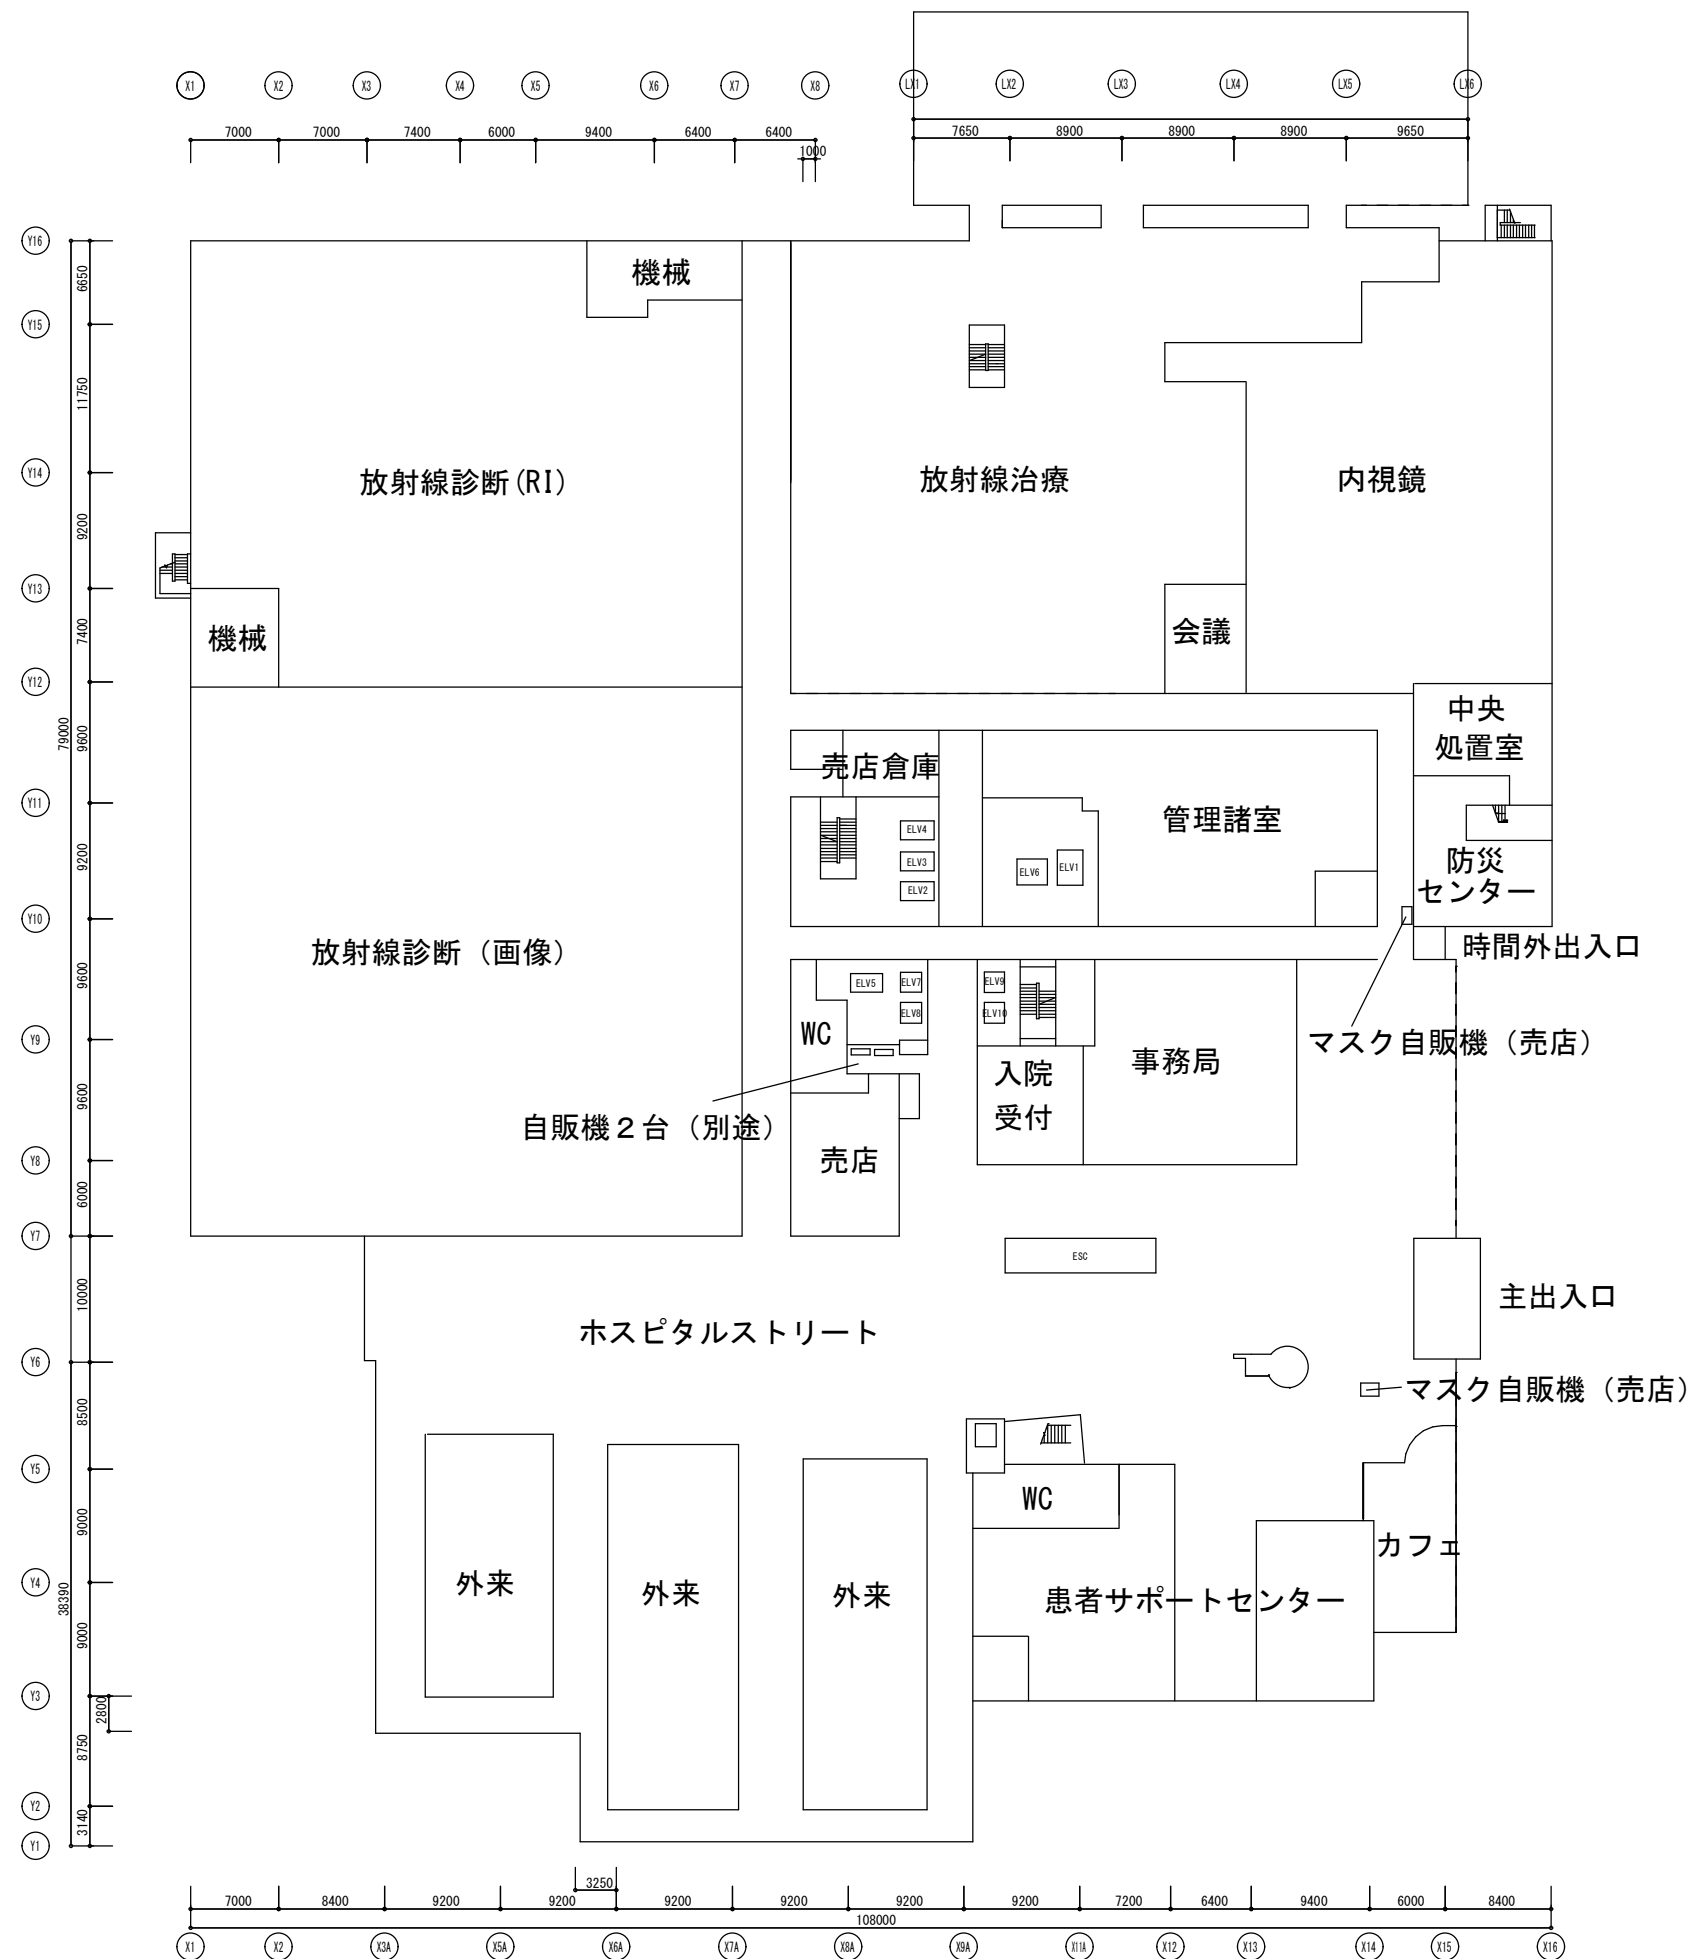 X1 X2 X3 X4 X5 X6 X7 X8 LX1 LX2 LX3 LX4 LX5 LX6
7000 7000 7400 6000 9400 6400 6400 7650 8900 8900 8900 9650
1000
Y16
6650
機械
Y15
11750
Y14
放射線診断(RI)
放射線治療
内視鏡
9200
Y13
7400
機械
会議
Y12
79000
9600
中央
処置室
売店倉庫
Y11
管理諸室
ELV4
ELV3
ELV2
ELV6
ELV1
9200
防災
センター
Y10
時間外出入口
放射線診断（画像）
9600
ELV5
ELV7
ELV8
ELV9
ELV10
Y9
WC
マスク自販機（売店）
入院
受付
事務局
9600
自販機２台（別途）
Y8
売店
6000
Y7
ESC
10000
主出入口
ホスピタルストリート
Y6
マスク自販機（売店）
8500
Y5
WC
9000
カフェ
Y4
外来
外来
外来
患者サポートセンター
38390
9000
Y3
2800
8750
Y2
3140
Y1
3250
7000 8400 9200 9200 9200 9200 9200 9200 7200 6400 9400 6000 8400
108000
X1 X2 X3A X5A X6A X7A X8A X9A X11A X12 X13 X14 X15 X16